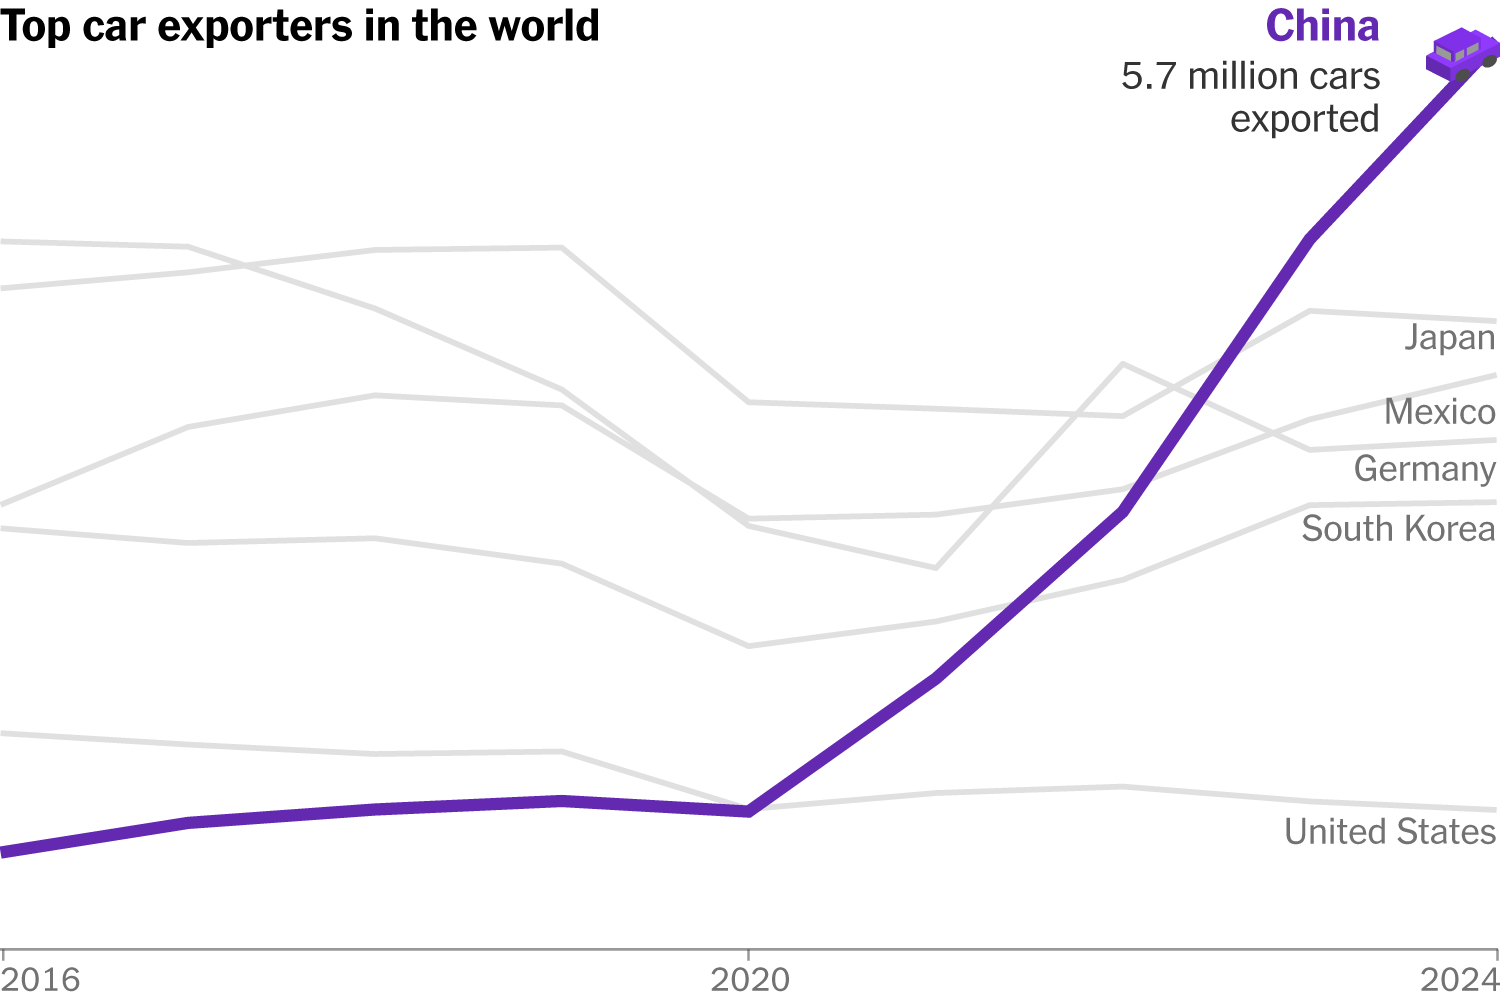 Top car exporters in the world
China
5.7 million cars
exported
Japan
Mexico
Germany
South Korea
United States
2016
2020
2024